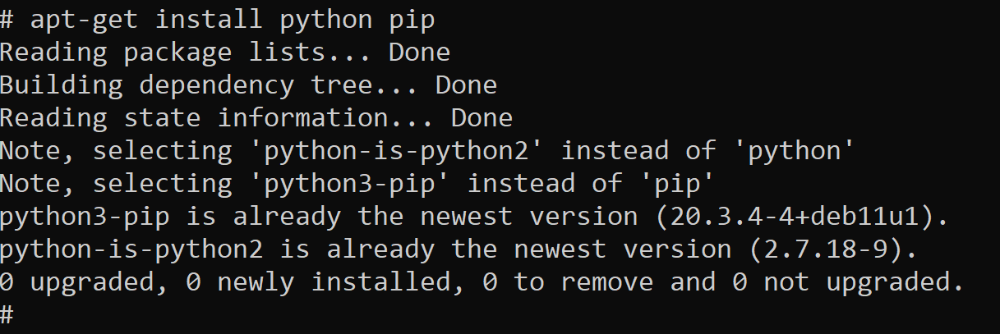 # apt-get install python pip
Reading package lists... Done
Building dependency tree... Done
Reading state information... Done
Note, selecting 'python-is-python2' instead of 'python'
Note, selecting 'python3-pip' instead of 'pip'
python3-pip is already the newest version (20.3.4-4+deb11u1).
python-is-python2 is already the newest version (2.7.18-9).
0 upgraded, 0 newly installed, 0 to remove and 0 not upgraded.
#